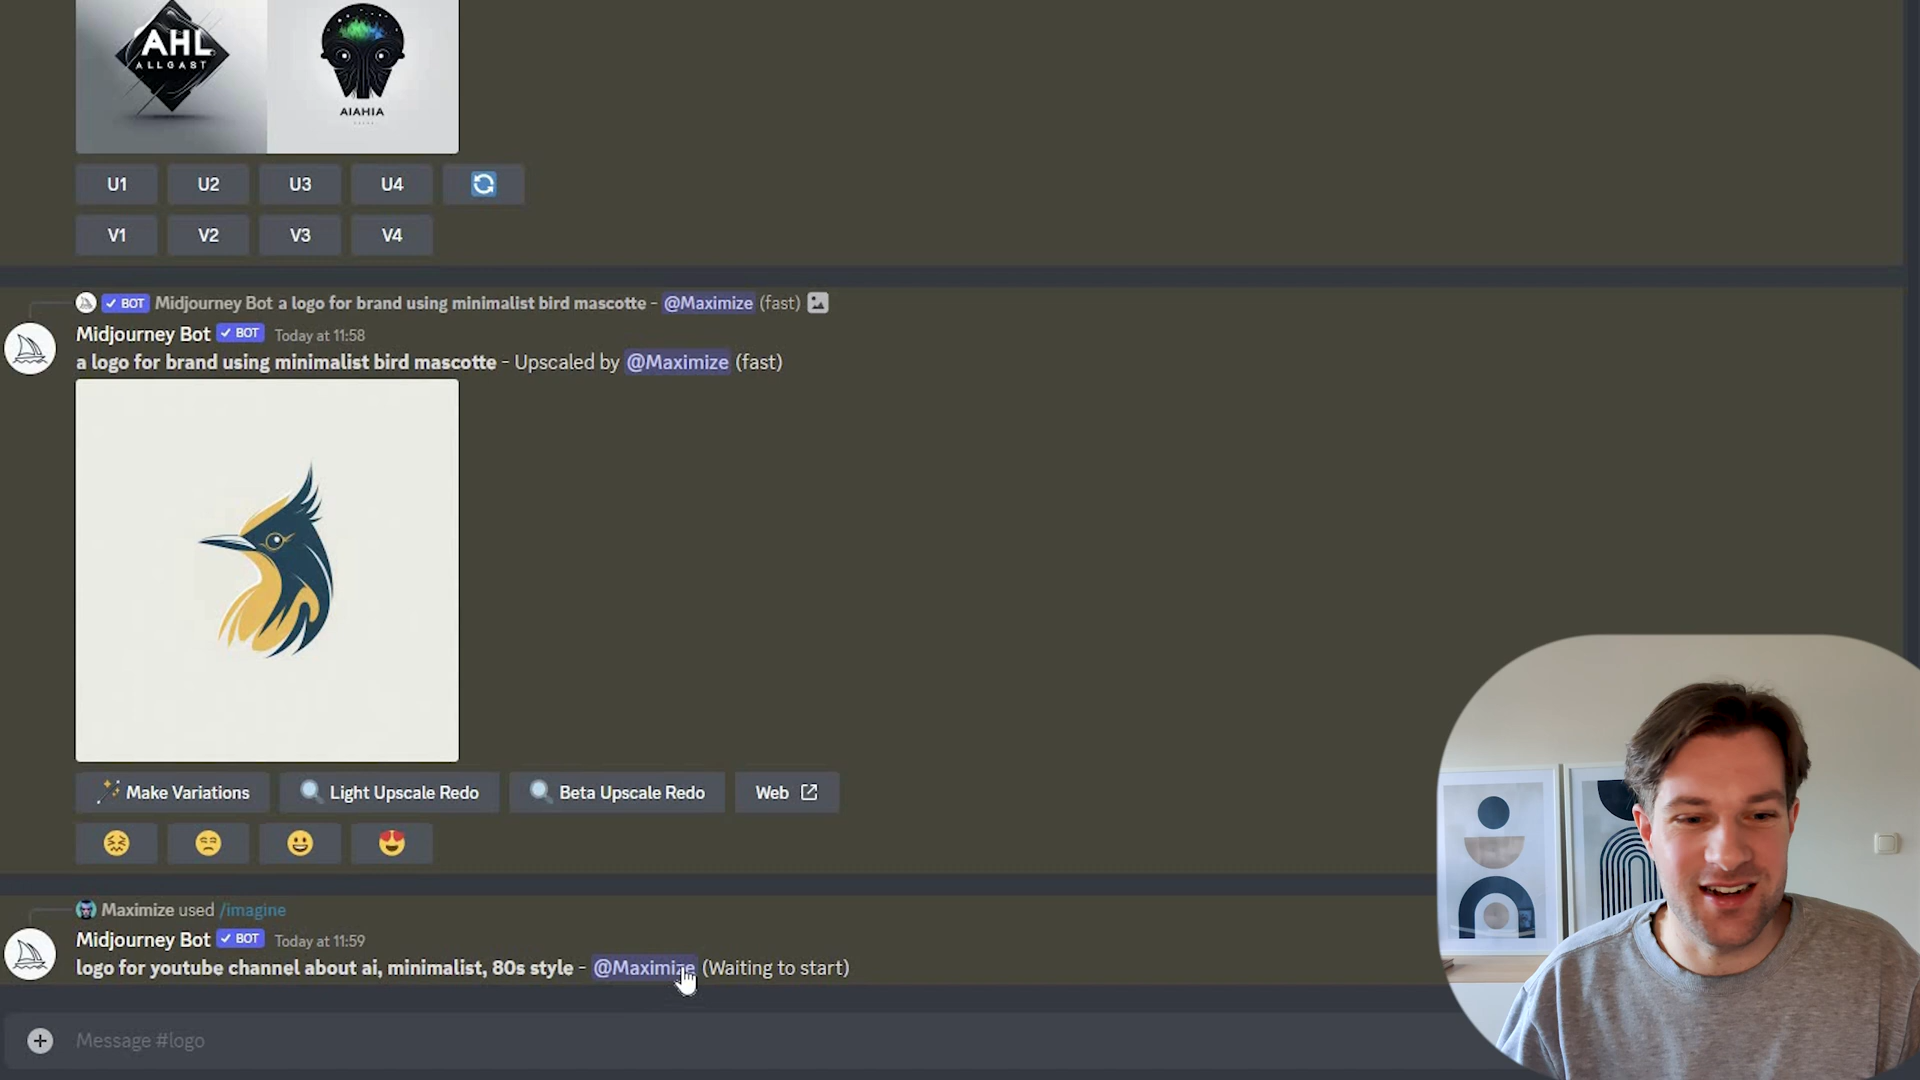 AHL
ALLGAST
AIAHIA
U1 U2 U3 U4
V1 V2 V3 V4
BOT Midjourney Bot a logo for brand using minimalist bird mascotte - @Maximize (fast)
Midjourney Bot BOT Today at 11:58
a logo for brand using minimalist bird mascotte - Upscaled by @Maximize (fast)
Make Variations Light Upscale Redo Beta Upscale Redo Web
Maximize used /imagine
Midjourney Bot BOT Today at 11:59
logo for youtube channel about ai, minimalist, 80s style - @Maximize (Waiting to start)
Message #logo